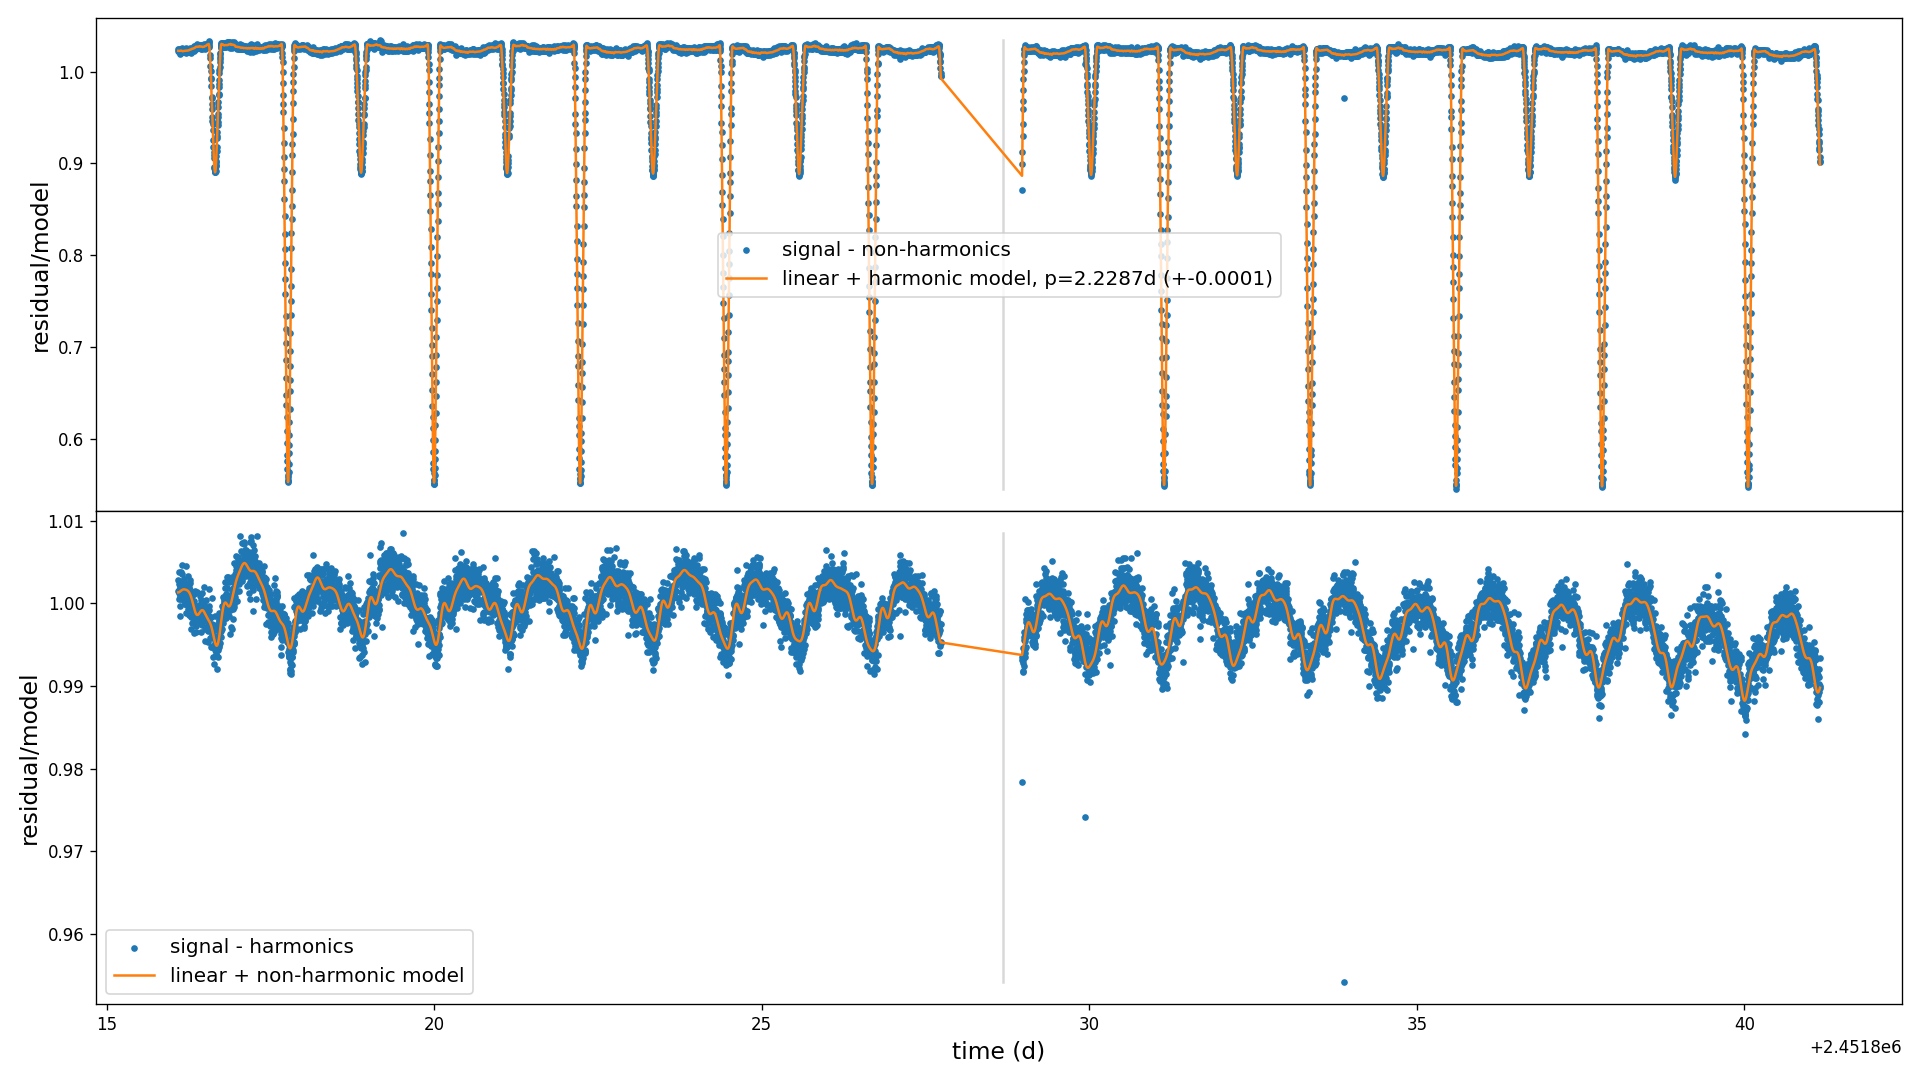 1.0
0.9
0.8
0.7
0.6
residual/model
signal - non-harmonics
linear + harmonic model, p=2.2287d (+-0.0001)
1.01
1.00
0.99
0.98
0.97
0.96
residual/model
signal - harmonics
linear + non-harmonic model
15
20
25
30
35
40
time (d)
+2.4518e6